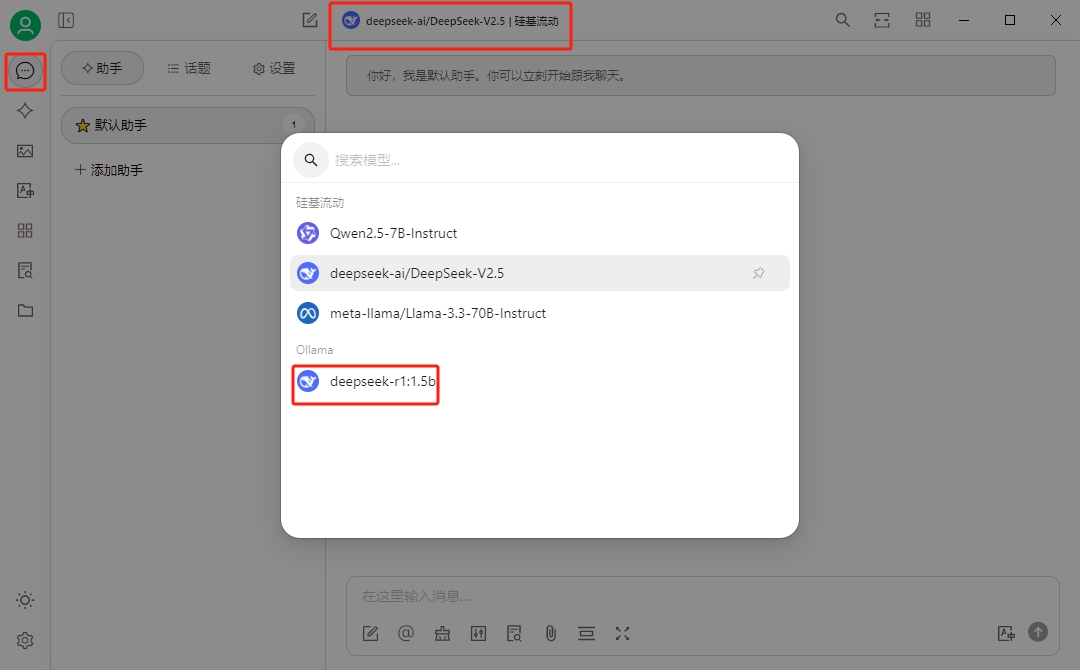 deepseek-ai/DeepSeek-V2.5 | 硅基流动
助手
话题
设置
你好，我是默认助手。你可以立刻开始跟我聊天。
默认助手
1
添加助手
搜索模型...
硅基流动
Qwen2.5-7B-Instruct
deepseek-ai/DeepSeek-V2.5
meta-llama/Llama-3.3-70B-Instruct
Ollama
deepseek-r1:1.5b
在这里输入消息...